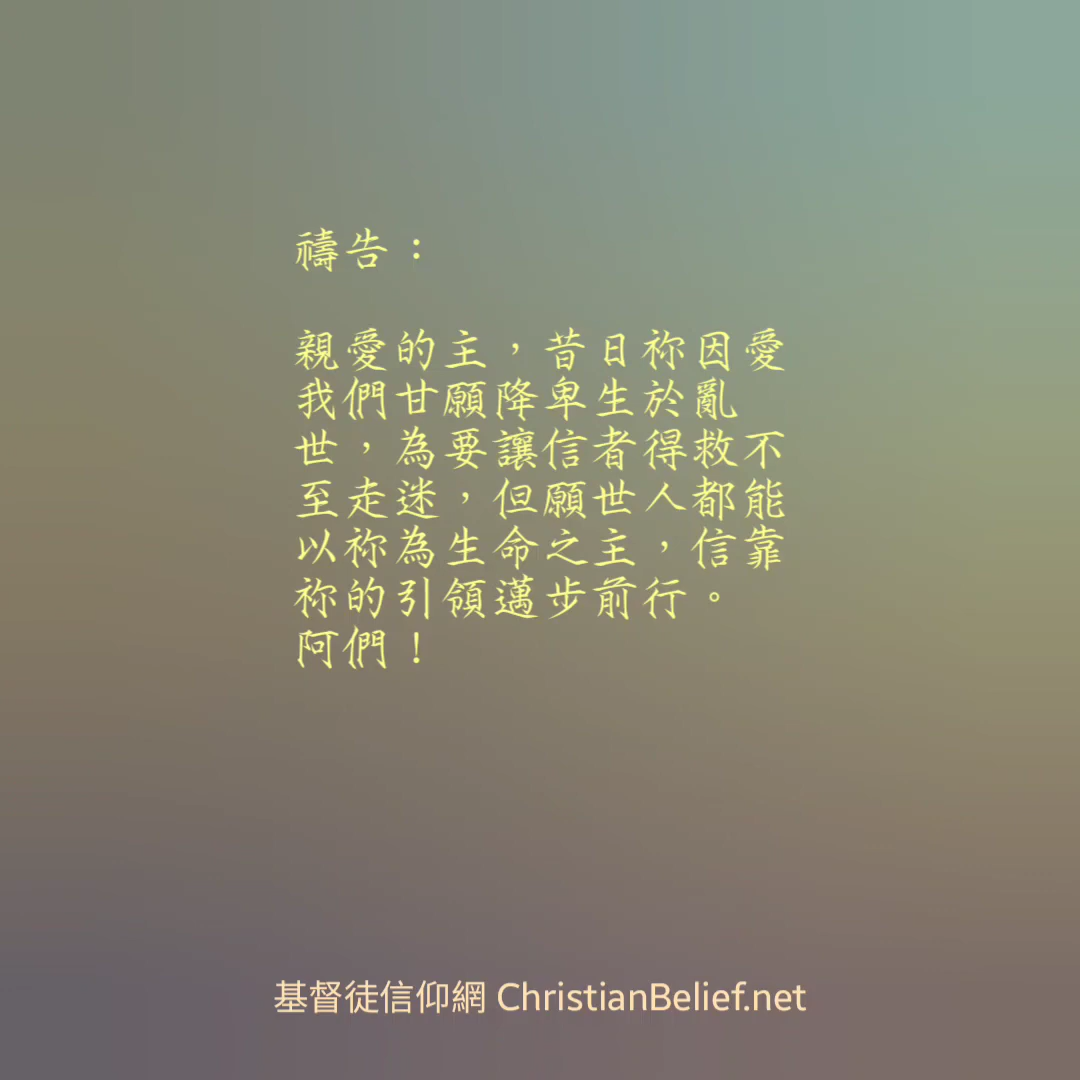 禱告：
親愛的主，昔日祢因愛
我們甘願降卑生於亂
世，為要讓信者得救不
至走迷，但願世人都能
以祢為生命之主，信靠
祢的引領邁步前行。
阿們！
基督徒信仰網 ChristianBelief.net